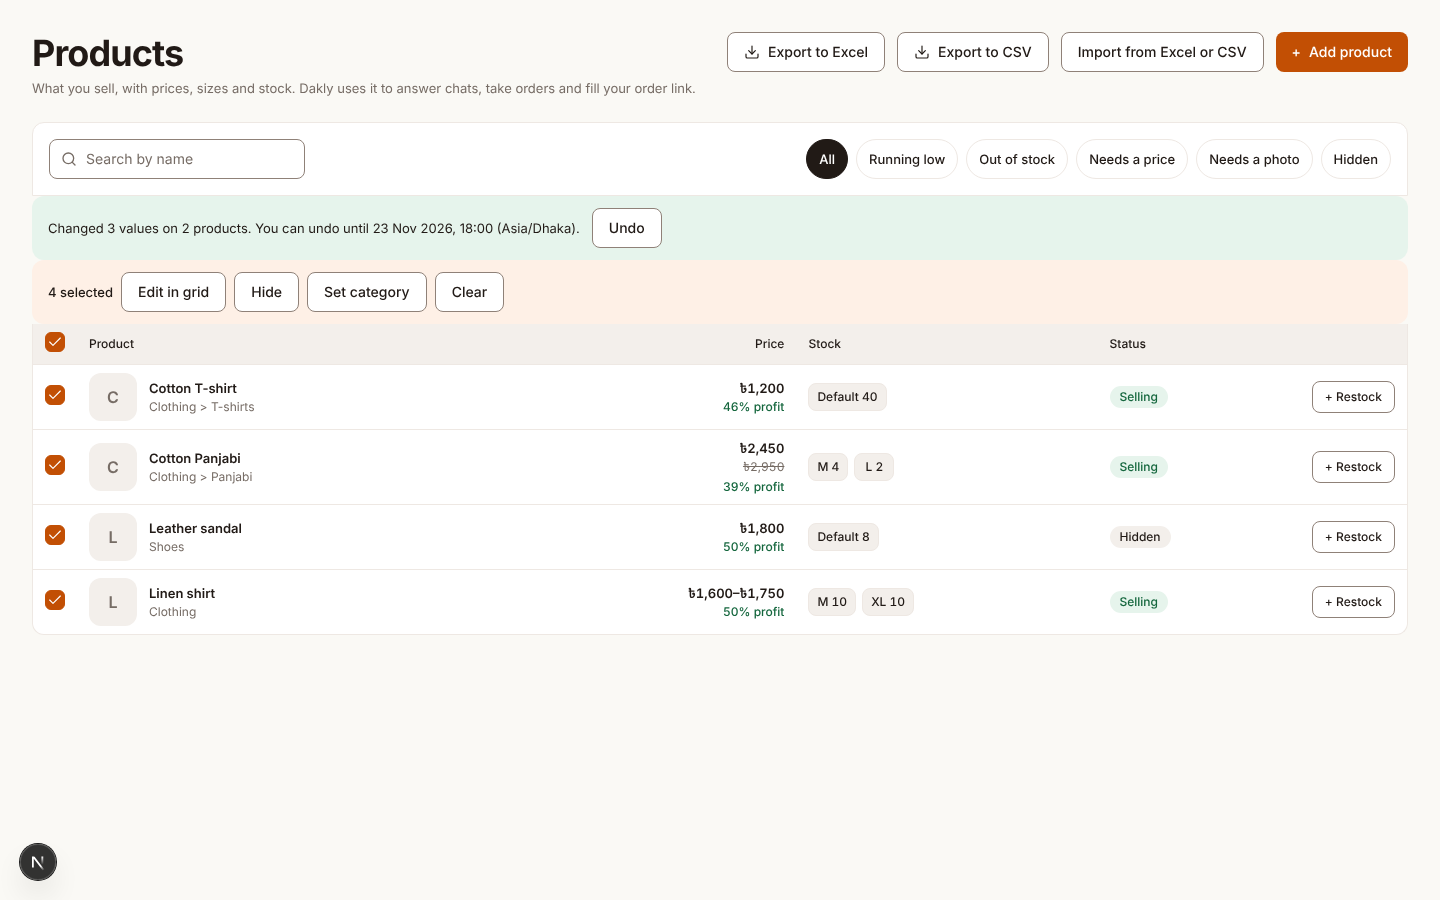 Products
Export to Excel
Export to CSV
Import from Excel or CSV
+ Add product
What you sell, with prices, sizes and stock. Dakly uses it to answer chats, take orders and fill your order link.
Search by name
All
Running low
Out of stock
Needs a price
Needs a photo
Hidden
Changed 3 values on 2 products. You can undo until 23 Nov 2026, 18:00 (Asia/Dhaka).
Undo
4 selected
Edit in grid
Hide
Set category
Clear
Product
Price
Stock
Status
C
Cotton T-shirt
Clothing > T-shirts
৳1,200
46% profit
Default 40
Selling
+ Restock
C
Cotton Panjabi
Clothing > Panjabi
৳2,450
৳2,950
39% profit
M 4
L 2
Selling
+ Restock
L
Leather sandal
Shoes
৳1,800
50% profit
Default 8
Hidden
+ Restock
L
Linen shirt
Clothing
৳1,600–৳1,750
50% profit
M 10
XL 10
Selling
+ Restock
N